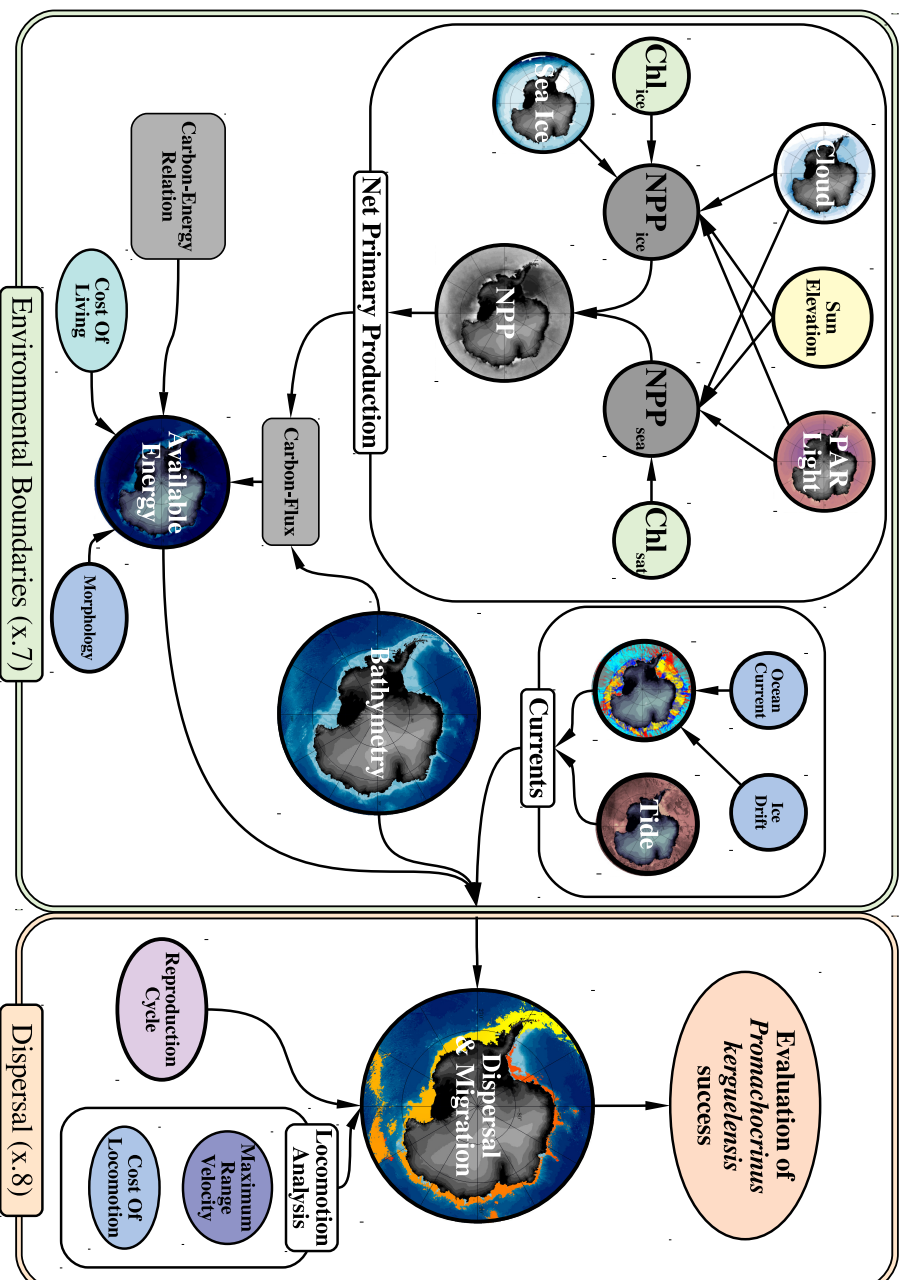 Environmental Boundaries (x.7)
Net Primary Production
Chl ice
Sea Ice
Cloud
NPP ice
Sun
Elevation
NPP
NPP sea
PAR
Light
Chl sat
Carbon-Energy
Relation
Cost Of
Living
Carbon-Flux
Available
Energy
Morphology
Bathymetry
Currents
Ocean
Current
Ice
Drift
Tide
Dispersal (x.8)
Evaluation of
Promachocrinus
kerguelensis
success
Dispersal
& Migration
Reproduction
Cycle
Locomotion
Analysis
Maximum
Range
Velocity
Cost Of
Locomotion